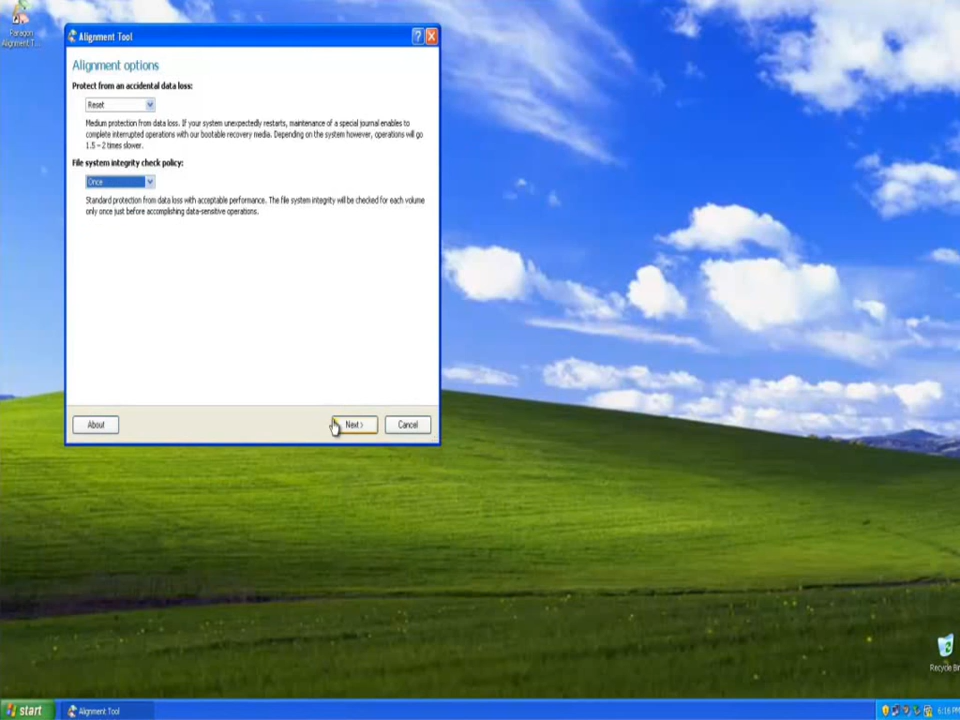 Paragon
Alignment T...
Alignment Tool
Alignment options
Protect from an accidental data loss:
Reset
Medium protection from data loss. If your system unexpectedly restarts, maintenance of a special journal enables to
complete interrupted operations with our bootable recovery media. Depending on the system however, operations will go
1.5 - 2 times slower.
File system integrity check policy:
Once
Standard protection from data loss with acceptable performance. The file system integrity will be checked for each volume
only once just before accomplishing data-sensitive operations.
About
Next >
Cancel
Recycle Bin
start
Alignment Tool
6:16 PM